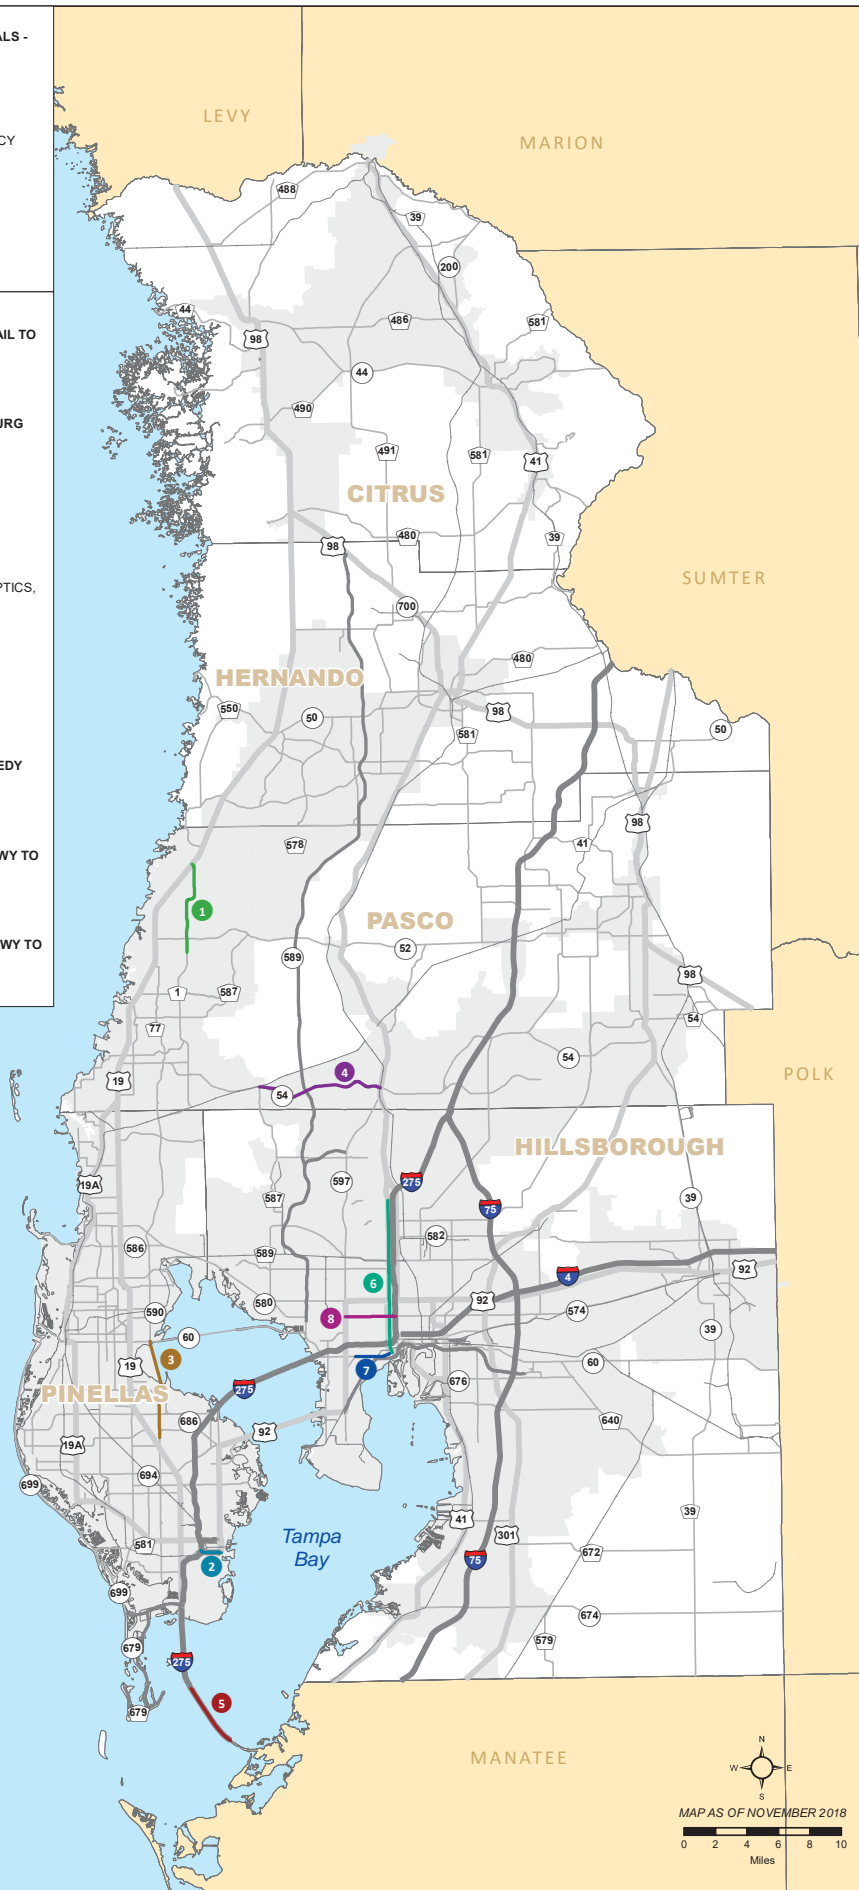 ALS -
CY
AIL TO
URG
PTICS,
EDY
WY TO
WY TO
LEVY
MARION
488
39
200
44
486
581
98
44
490
491
581
41
CITRUS
98
480
39
SUMTER
700
480
HERNANDO
550
50
98
581
50
98
578
41
1
PASCO
52
589
98
1
587
54
77
54
4
19
54
POLK
HILLSBOROUGH
275
19A
597
39
587
75
582
586
589
92
4
6
580
92
590
574
8
39
60
3
60
19
7
275
676
PINELLAS
686
640
92
19A
694
699
39
41
Tampa
Bay
301
581
672
75
2
699
674
579
679
275
5
679
MANATEE
N
W E
S
MAP AS OF NOVEMBER 2018
0 2 4 6 8 10
Miles